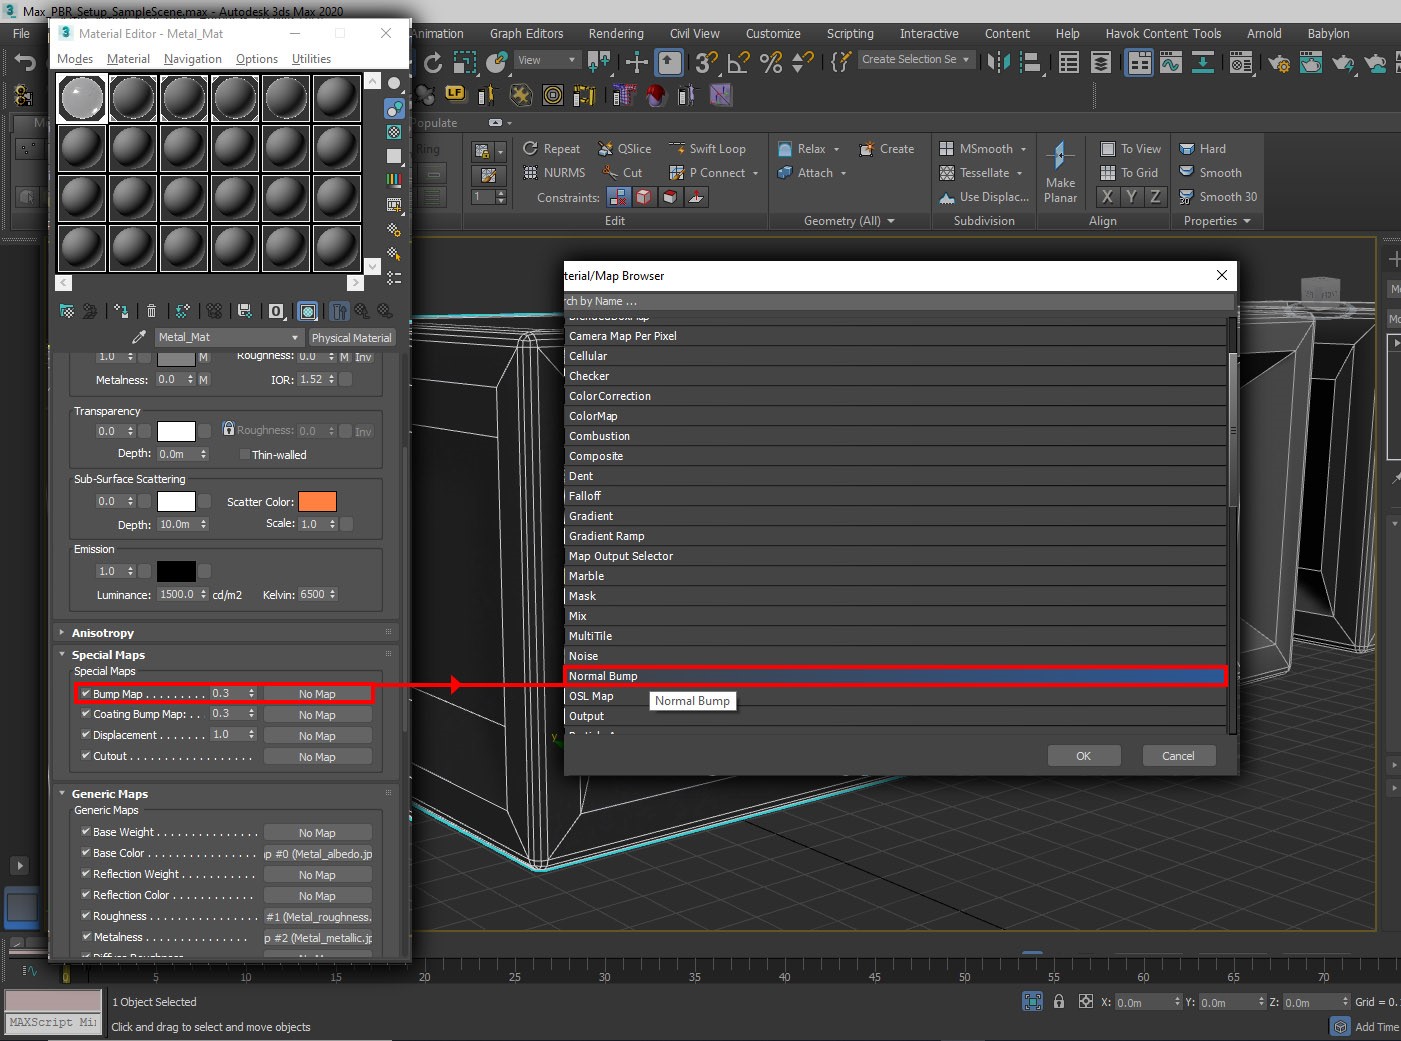 Max_PBR_Setup_SampleScene.max - Autodesk 3ds Max 2020
File
Animation
Graph Editors
Rendering
Civil View
Customize
Scripting
Interactive
Content
Help
Havok Content Tools
Arnold
Babylon
Material Editor - Metal_Mat
Modes
Material
Navigation
Options
Utilities
View
Create Selection Se
LF
Populate
Repeat
QSlice
Swift Loop
NURMS
Cut
P Connect
1
Constraints:
Edit
Relax
Create
Attach
Geometry (All)
MSmooth
Tessellate
Use Displac...
Subdivision
Make
Planar
To View
To Grid
X
Y
Z
Align
Hard
Smooth
Smooth 30
30
Properties
Metal_Mat
Physical Material
1.0
M
Roughness:
0.0
M
Inv
Metalness:
0.0
M
IOR:
1.52
Transparency
0.0
Roughness:
0.0
Inv
Depth:
0.0m
Thin-walled
Sub-Surface Scattering
0.0
Scatter Color:
Depth:
10.0m
Scale:
1.0
Emission
1.0
Luminance:
1500.0
cd/m2
Kelvin:
6500
Anisotropy
Special Maps
Special Maps
Bump Map . . . . . . . . . 0.3 No Map
Coating Bump Map: . . 0.3 No Map
Displacement . . . . . . . 1.0 No Map
Cutout . . . . . . . . . . . . . . . . . . No Map
Generic Maps
Generic Maps
Base Weight . . . . . . . . . . . . . . . No Map
Base Color . . . . . . . . . . . . . . . . ap #0 (Metal_albedo.jp
Reflection Weight . . . . . . . . . . . No Map
Reflection Color . . . . . . . . . . . . No Map
Roughness . . . . . . . . . . . . . . . . #1 (Metal_roughness.
Metalness . . . . . . . . . . . . . . . ap #2 (Metal_metallic.jp
terial/Map Browser
rch by Name ...
BlendedBoxMap
Camera Map Per Pixel
Cellular
Checker
ColorCorrection
ColorMap
Combustion
Composite
Dent
Falloff
Gradient
Gradient Ramp
Map Output Selector
Marble
Mask
Mix
MultiTile
Noise
Normal Bump
OSL Map
Normal Bump
Output
OK
Cancel
y
0
5
10
15
20
25
30
35
40
45
50
55
60
65
70
1 Object Selected
MAXScript Mi
Click and drag to select and move objects
X:
0.0m
Y:
0.0m
Z:
0.0m
Grid = 0.
Add Time